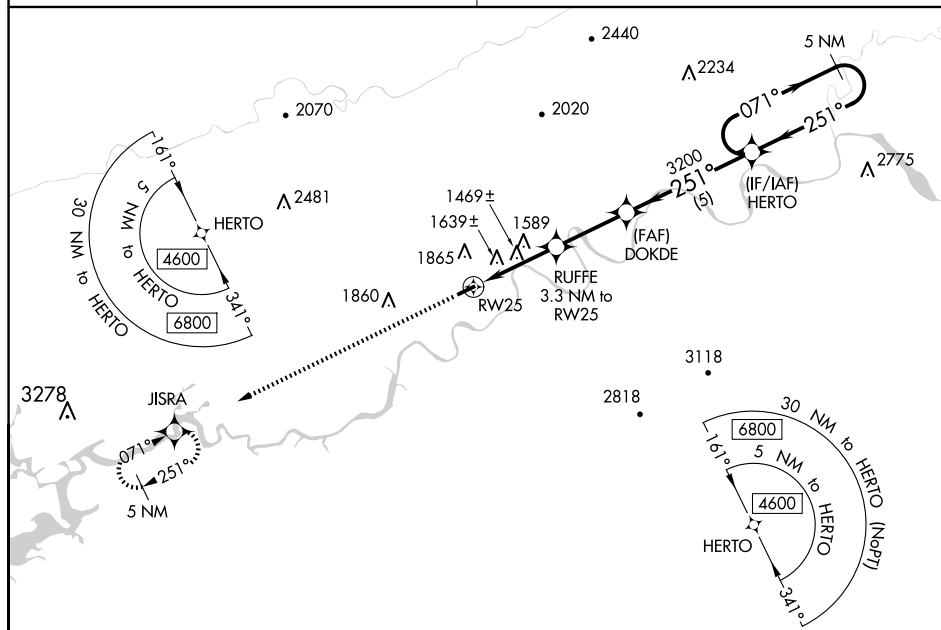 2440
5 NM
2234
071°
251°
2070
2020
161°
5 NM to HERTO
30 NM to HERTO
HERTO
4600
6800
341°
2481
3200
251°
(5)
(IF/IAF)
HERTO
2775
1469±
1639±
1589
1865
(FAF)
DOKDE
RUFFE
3.3 NM to
RW25
RW25
1860
3278
JISRA
071°
251°
5 NM
3118
2818
30 NM to HERTO (NoPT)
6800
161°
5 NM to HERTO
4600
HERTO
341°